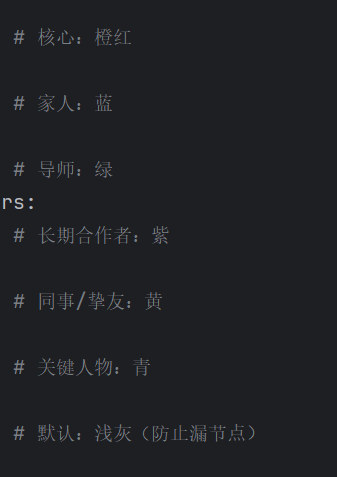 # 核心：橙红
# 家人：蓝
# 导师：绿
rs:
# 长期合作者：紫
# 同事/挚友：黄
# 关键人物：青
# 默认：浅灰（防止漏节点）